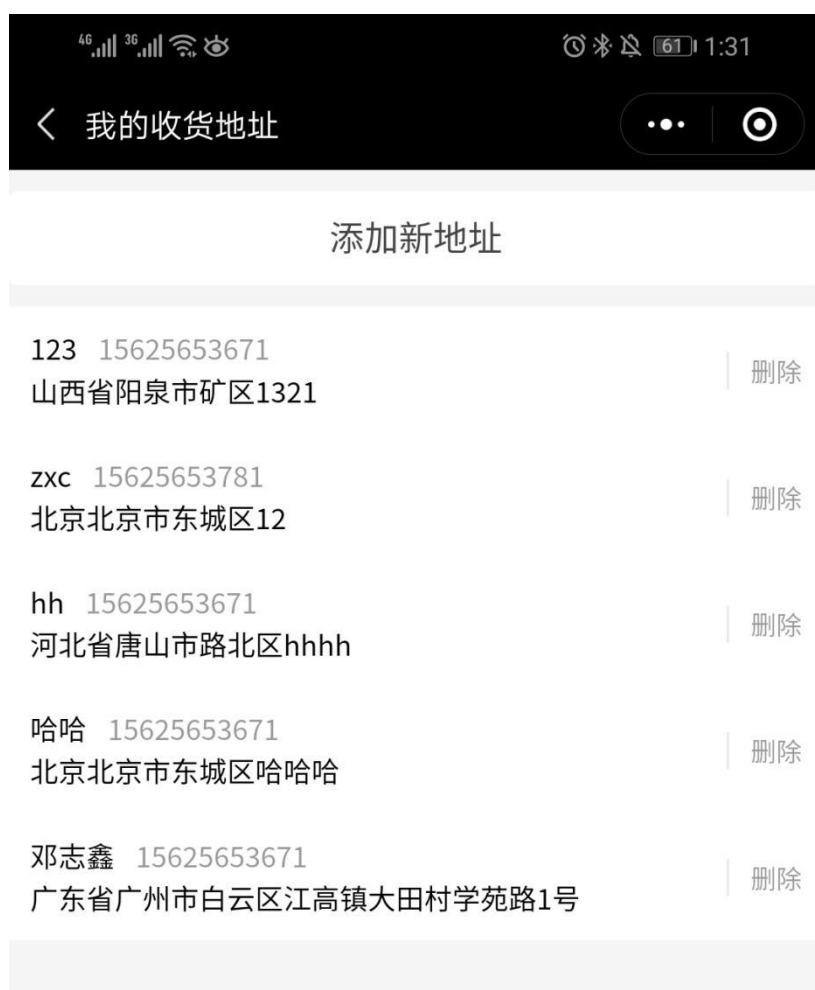 4G 3G 61 1:31
我的收货地址
添加新地址
123 15625653671
山西省阳泉市矿区1321
删除
zxc 15625653781
北京北京市东城区12
删除
hh 15625653671
河北省唐山市路北区hhhh
删除
哈哈 15625653671
北京北京市东城区哈哈哈
删除
邓志鑫 15625653671
广东省广州市白云区江高镇大田村学苑路1号
删除